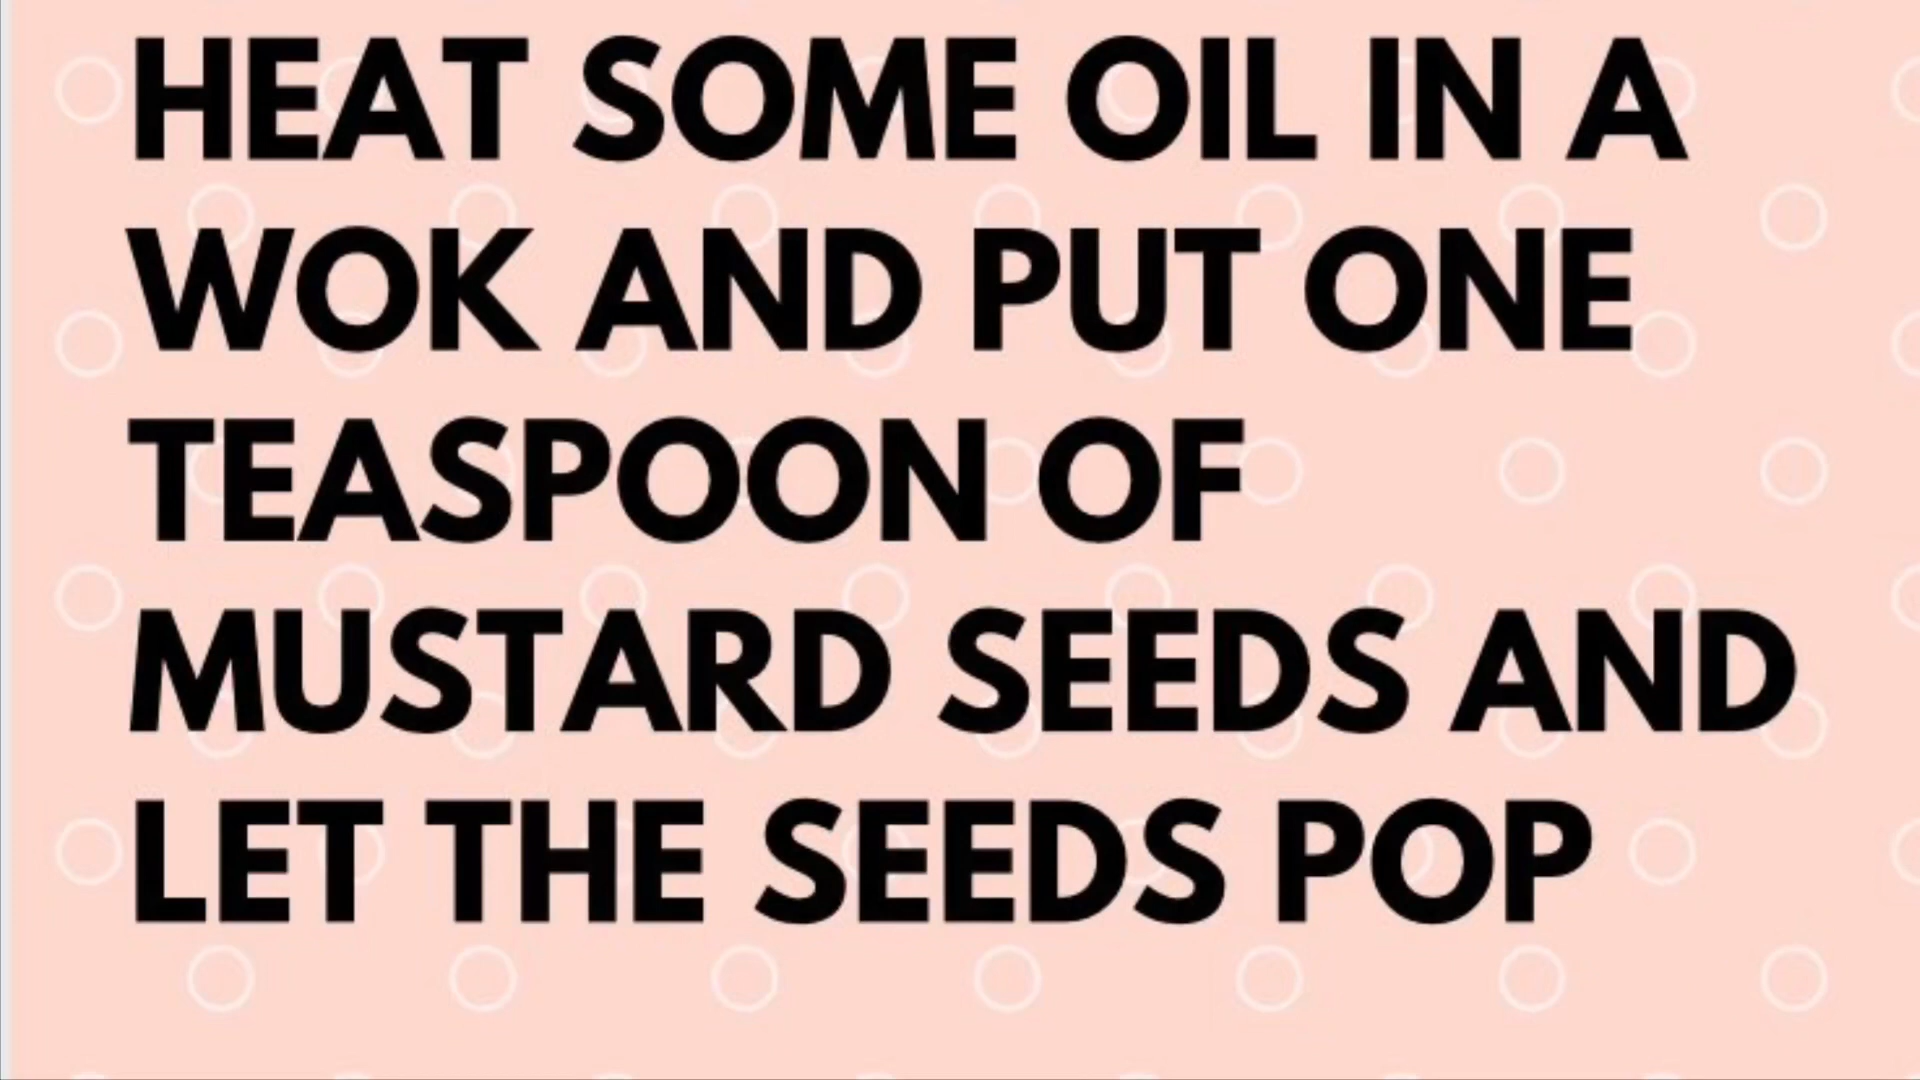 HEAT SOME OIL IN A
WOK AND PUT ONE
TEASPOON OF
MUSTARD SEEDS AND
LET THE SEEDS POP